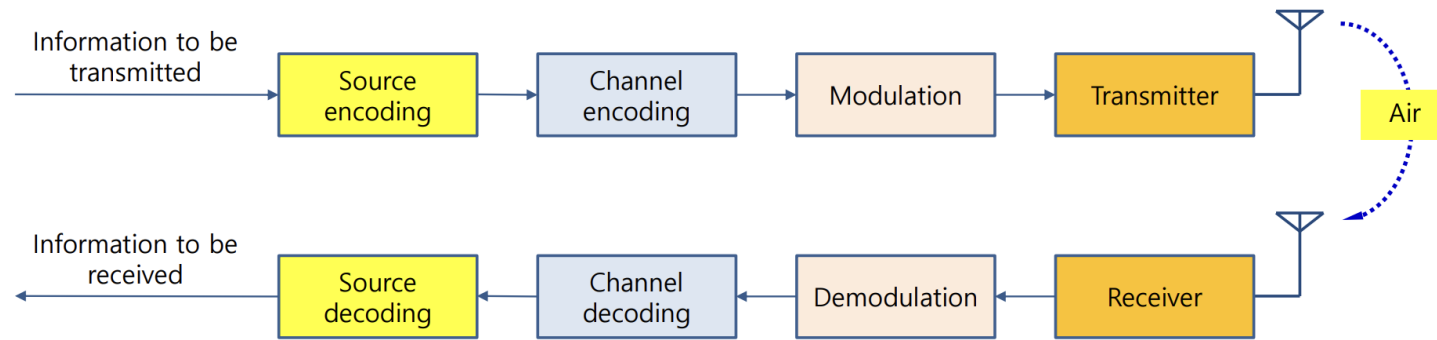 Information to be
transmitted
Source
encoding
Channel
encoding
Modulation
Transmitter
Air
Information to be
received
Source
decoding
Channel
decoding
Demodulation
Receiver